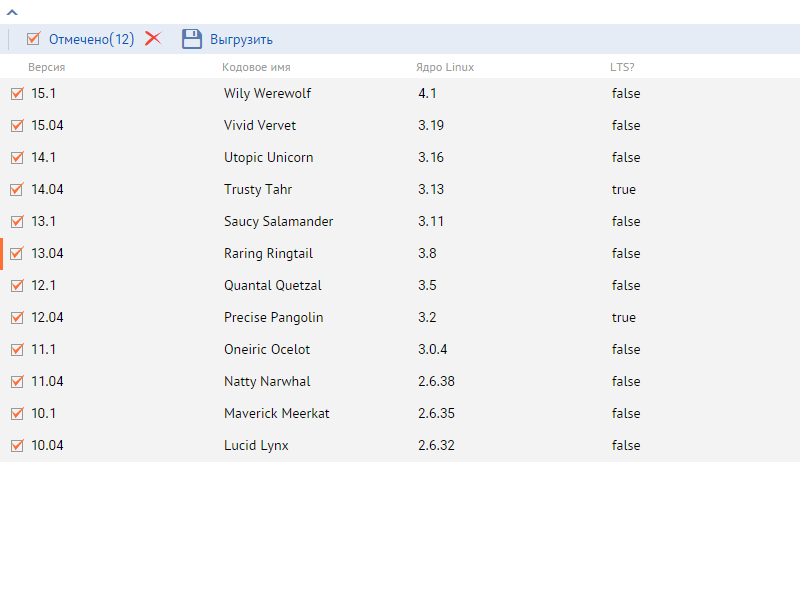 Отмечено(12) Выгрузить
Версия Кодовое имя Ядро Linux LTS?
15.1 Wily Werewolf 4.1 false
15.04 Vivid Vervet 3.19 false
14.1 Utopic Unicorn 3.16 false
14.04 Trusty Tahr 3.13 true
13.1 Saucy Salamander 3.11 false
13.04 Raring Ringtail 3.8 false
12.1 Quantal Quetzal 3.5 false
12.04 Precise Pangolin 3.2 true
11.1 Oneiric Ocelot 3.0.4 false
11.04 Natty Narwhal 2.6.38 false
10.1 Maverick Meerkat 2.6.35 false
10.04 Lucid Lynx 2.6.32 false